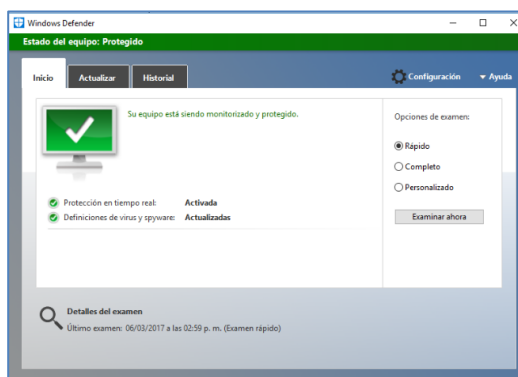 Windows Defender
Estado del equipo: Protegido
Inicio
Actualizar
Historial
Configuración
Ayuda
Su equipo está siendo monitorizado y protegido.
Protección en tiempo real: Activada
Definiciones de virus y spyware: Actualizadas
Opciones de examen:
Rápido
Completo
Personalizado
Examinar ahora
Detalles del examen
Último examen: 06/03/2017 a las 02:59 p. m. (Examen rápido)